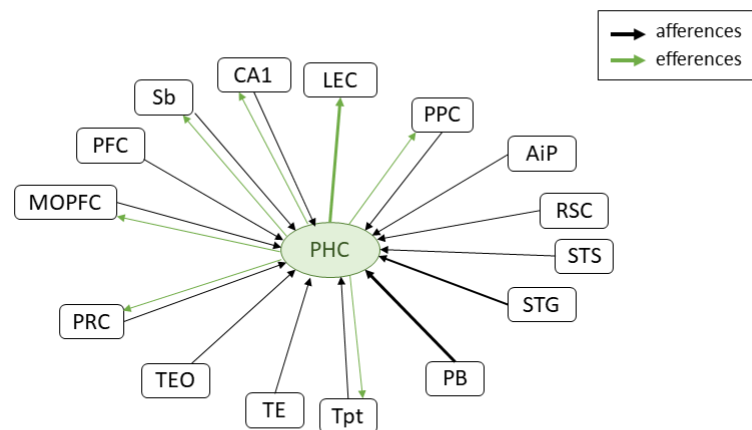 afferences
efferences
CA1
LEC
Sb
PPC
PFC
AiP
MOPFC
RSC
PHC
STS
STG
PRC
TEO
PB
TE
Tpt